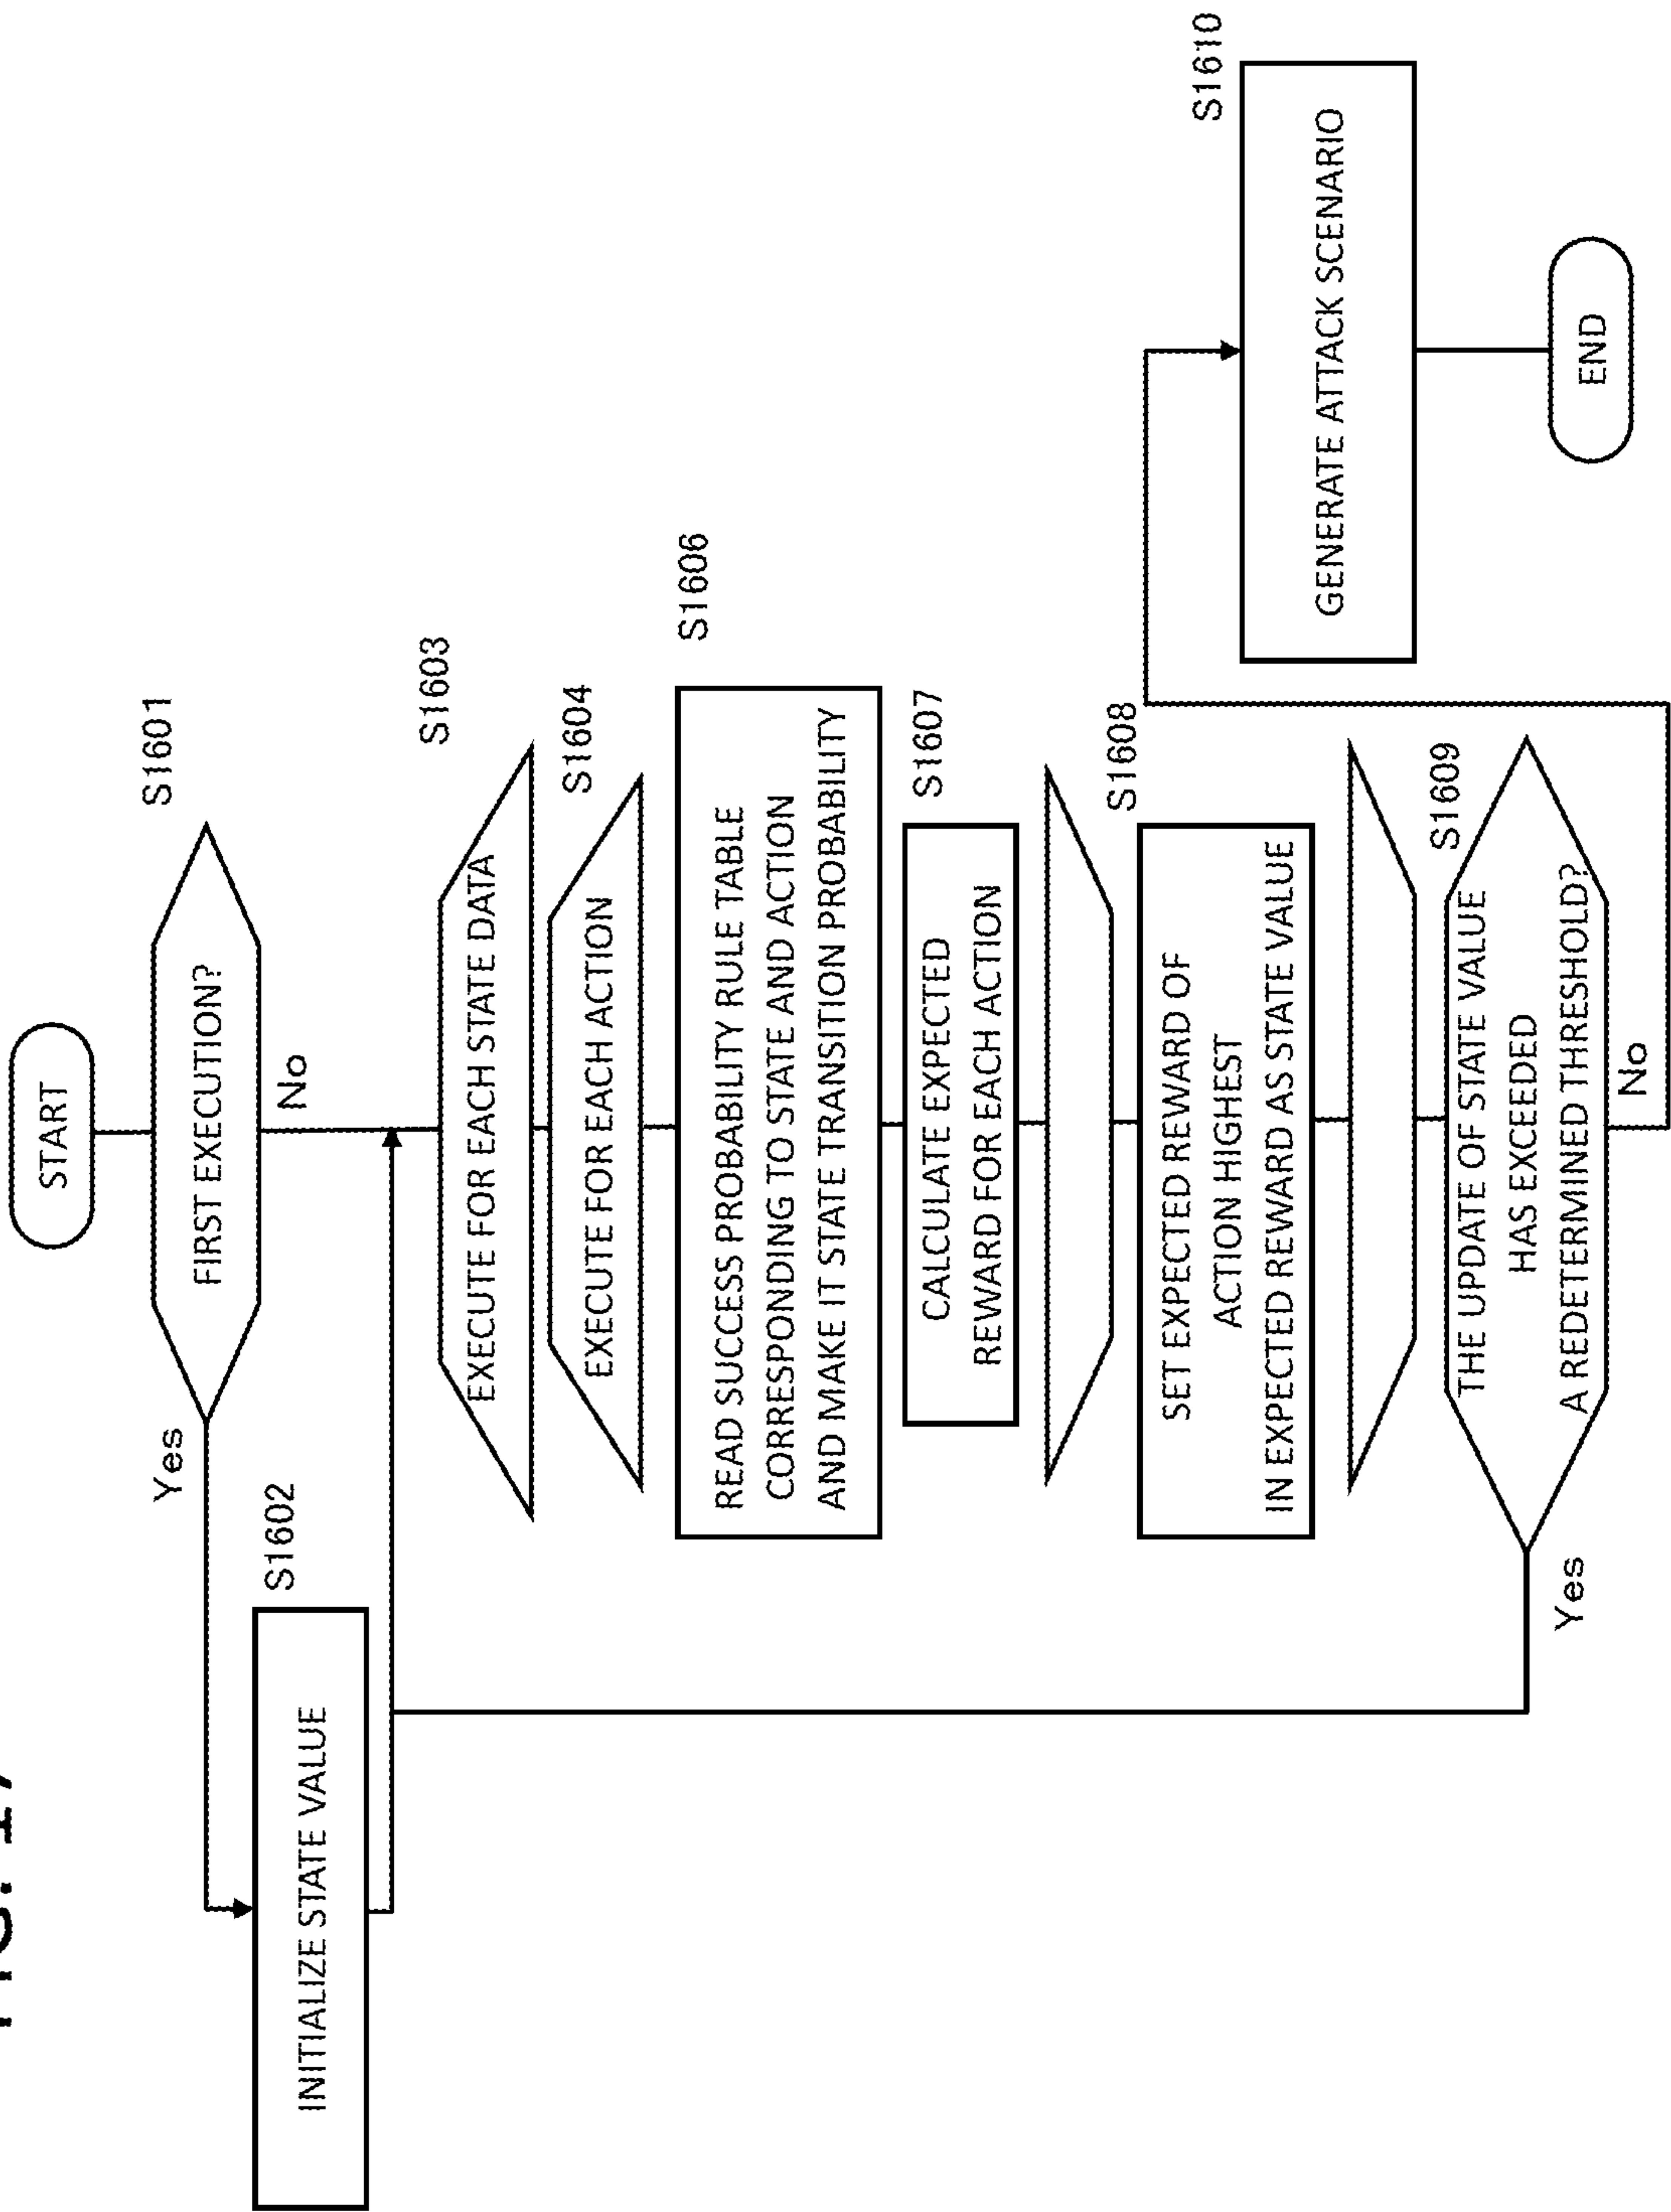 START
S1601
FIRST EXECUTION?
Yes
No
S1602
INITIALIZE STATE VALUE
S1603
EXECUTE FOR EACH STATE DATA
S1604
EXECUTE FOR EACH ACTION
S1606
READ SUCCESS PROBABILITY RULE TABLE
CORRESPONDING TO STATE AND ACTION
AND MAKE IT STATE TRANSITION PROBABILITY
S1607
CALCULATE EXPECTED
REWARD FOR EACH ACTION
S1608
SET EXPECTED REWARD OF
ACTION HIGHEST
IN EXPECTED REWARD AS STATE VALUE
S1609
THE UPDATE OF STATE VALUE
HAS EXCEEDED
A REDETERMINED THRESHOLD?
Yes
No
S1610
GENERATE ATTACK SCENARIO
END